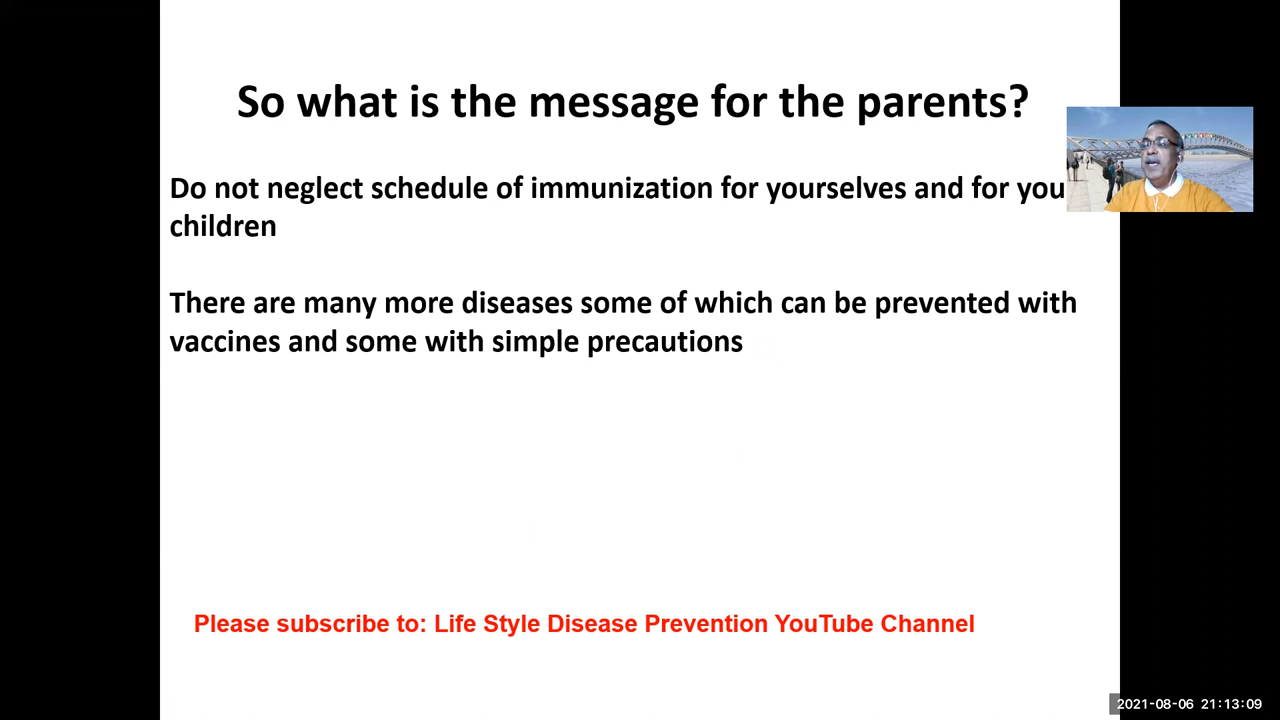 So what is the message for the parents?
Do not neglect schedule of immunization for yourselves and for you
children
There are many more diseases some of which can be prevented with
vaccines and some with simple precautions
Please subscribe to: Life Style Disease Prevention YouTube Channel
2021-08-06 21:13:09